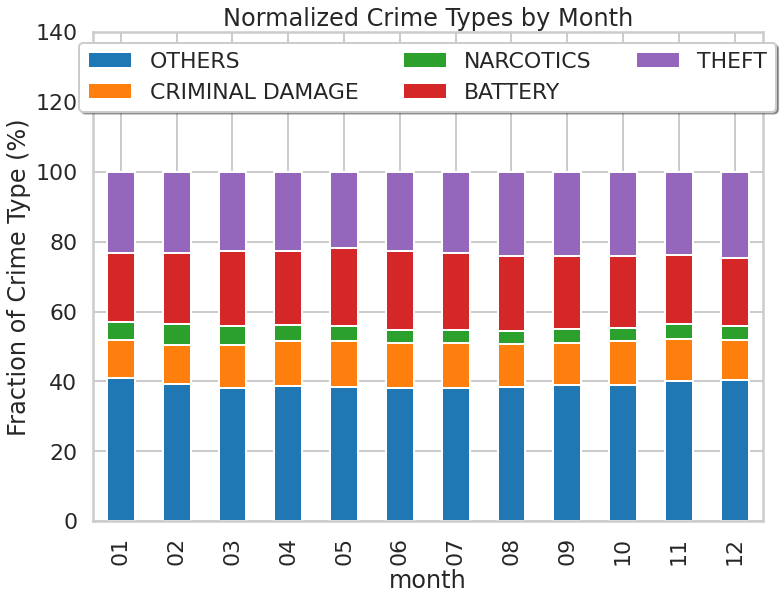 Normalized Crime Types by Month
OTHERS NARCOTICS THEFT
CRIMINAL DAMAGE BATTERY
Fraction of Crime Type (%)
140
120
100
80
60
40
20
0
01 02 03 04 05 06 07 08 09 10 11 12
month